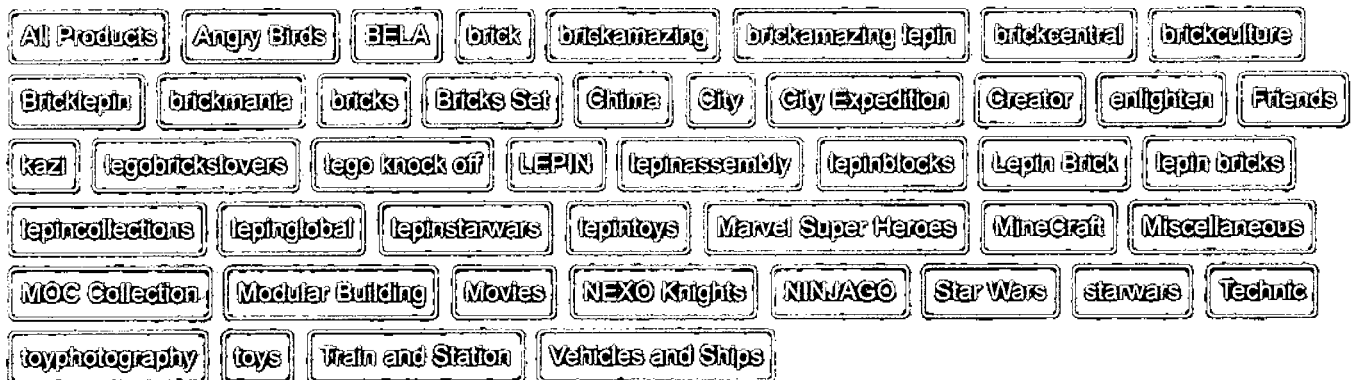 All Products Angry Birds BELA brick brickamazing brickamazing lepin brickcentral brickculture
Bricklepin brickmania bricks Bricks Set Chima City City Expedition Creator enlighten Friends
kazi legobrickslovers lego knock off LEPIN lepinassembly lepinblocks Lepin Brick lepin bricks
lepincollections lepinglobal lepinstarwars lepintoys Marvel Super Heroes MineCraft Miscellaneous
MOC Collection Modular Building Movies NEXO Knights NINJAGO Star Wars starwars Technic
toyphotography toys Train and Station Vehicles and Ships